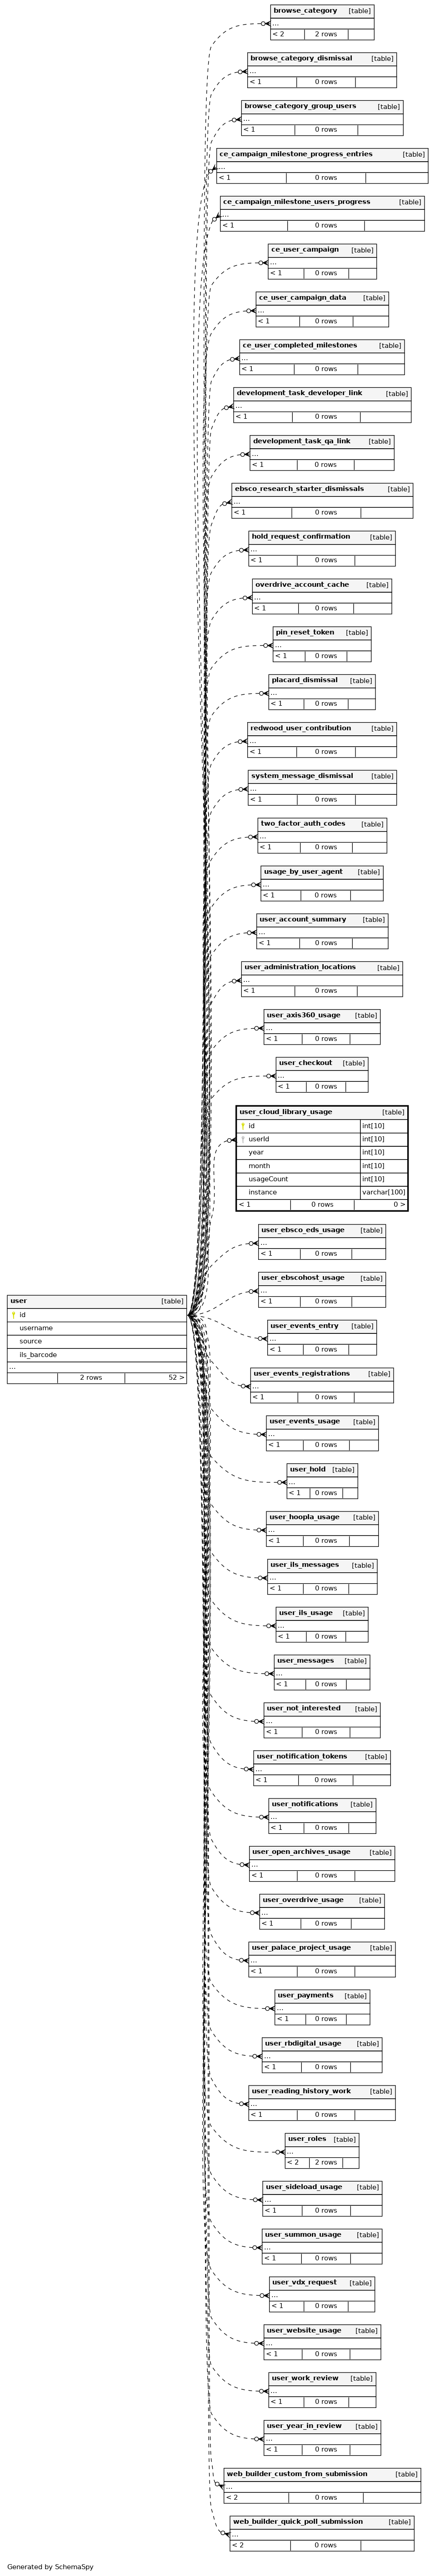 browse_category [table]
...
< 2 2 rows
browse_category_dismissal [table]
...
< 1 0 rows
browse_category_group_users [table]
...
< 1 0 rows
ce_campaign_milestone_progress_entries [table]
...
< 1 0 rows
ce_campaign_milestone_users_progress [table]
...
< 1 0 rows
ce_user_campaign [table]
...
< 1 0 rows
ce_user_campaign_data [table]
...
< 1 0 rows
ce_user_completed_milestones [table]
...
< 1 0 rows
development_task_developer_link [table]
...
< 1 0 rows
development_task_qa_link [table]
...
< 1 0 rows
ebsco_research_starter_dismissals [table]
...
< 1 0 rows
hold_request_confirmation [table]
...
< 1 0 rows
overdrive_account_cache [table]
...
< 1 0 rows
pin_reset_token [table]
...
< 1 0 rows
placard_dismissal [table]
...
< 1 0 rows
redwood_user_contribution [table]
...
< 1 0 rows
system_message_dismissal [table]
...
< 1 0 rows
two_factor_auth_codes [table]
...
< 1 0 rows
usage_by_user_agent [table]
...
< 1 0 rows
user_account_summary [table]
...
< 1 0 rows
user_administration_locations [table]
...
< 1 0 rows
user_axis360_usage [table]
...
< 1 0 rows
user_checkout [table]
...
< 1 0 rows
user_cloud_library_usage [table]
id int[10]
userId int[10]
year int[10]
month int[10]
usageCount int[10]
instance varchar[100]
< 1 0 rows 0 >
user_ebsco_eds_usage [table]
...
< 1 0 rows
user_ebscohost_usage [table]
...
< 1 0 rows
user [table]
id
username
source
ils_barcode
...
2 rows 52 >
user_events_entry [table]
...
< 1 0 rows
user_events_registrations [table]
...
< 1 0 rows
user_events_usage [table]
...
< 1 0 rows
user_hold [table]
...
< 1 0 rows
user_hoopla_usage [table]
...
< 1 0 rows
user_ils_messages [table]
...
< 1 0 rows
user_ils_usage [table]
...
< 1 0 rows
user_messages [table]
...
< 1 0 rows
user_not_interested [table]
...
< 1 0 rows
user_notification_tokens [table]
...
< 1 0 rows
user_notifications [table]
...
< 1 0 rows
user_open_archives_usage [table]
...
< 1 0 rows
user_overdrive_usage [table]
...
< 1 0 rows
user_palace_project_usage [table]
...
< 1 0 rows
user_payments [table]
...
< 1 0 rows
user_rbdigital_usage [table]
...
< 1 0 rows
user_reading_history_work [table]
...
< 1 0 rows
user_roles [table]
...
< 2 2 rows
user_sideload_usage [table]
...
< 1 0 rows
user_summon_usage [table]
...
< 1 0 rows
user_vdx_request [table]
...
< 1 0 rows
user_website_usage [table]
...
< 1 0 rows
user_work_review [table]
...
< 1 0 rows
user_year_in_review [table]
...
< 1 0 rows
web_builder_custom_from_submission [table]
...
< 2 0 rows
web_builder_quick_poll_submission [table]
...
< 2 0 rows
Generated by SchemaSpy